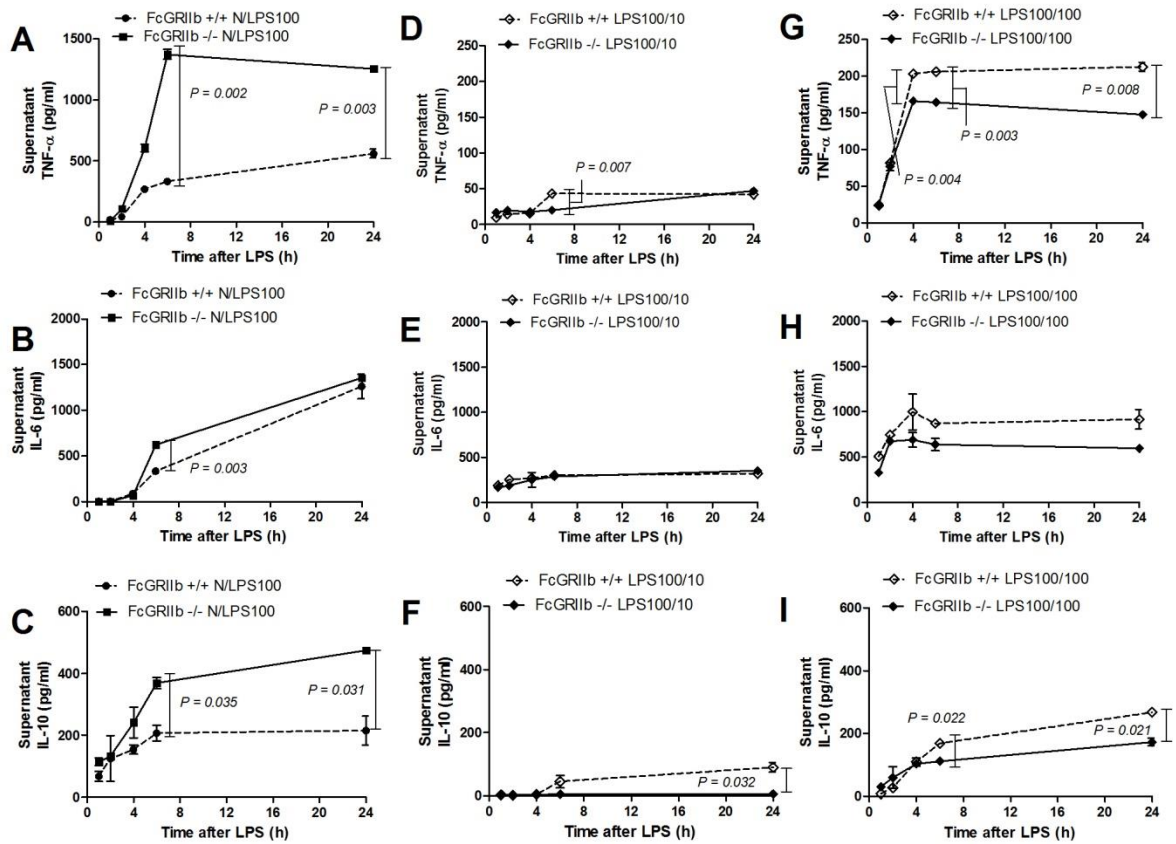 A
FcGRIIb +/+ N/LPS100
FcGRIIb -/- N/LPS100
Supernatant
TNF-α (pg/ml)
1500
1000
500
0
P = 0.002
P = 0.003
0 4 8 12 16 20 24
Time after LPS (h)
D
FcGRIIb +/+ LPS100/10
FcGRIIb -/- LPS100/10
Supernatant
TNF-α (pg/ml)
250
200
150
100
50
0
P = 0.007
0 4 8 12 16 20 24
Time after LPS (h)
G
FcGRIIb +/+ LPS100/100
FcGRIIb -/- LPS100/100
Supernatant
TNF-α (pg/ml)
250
200
150
100
50
0
P = 0.008
P = 0.003
P = 0.004
0 4 8 12 16 20 24
Time after LPS (h)
B
FcGRIIb +/+ N/LPS100
FcGRIIb -/- N/LPS100
Supernatant
IL-6 (pg/ml)
2000
1500
1000
500
0
P = 0.003
0 4 8 12 16 20 24
Time after LPS (h)
E
FcGRIIb +/+ LPS100/10
FcGRIIb -/- LPS100/10
Supernatant
IL-6 (pg/ml)
2000
1500
1000
500
0
0 4 8 12 16 20 24
Time after LPS (h)
H
FcGRIIb +/+ LPS100/100
FcGRIIb -/- LPS100/100
Supernatant
IL-6 (pg/ml)
2000
1500
1000
500
0
0 4 8 12 16 20 24
Time after LPS (h)
C
FcGRIIb +/+ N/LPS100
FcGRIIb -/- N/LPS100
Supernatant
IL-10 (pg/ml)
600
400
200
0
P = 0.031
P = 0.035
0 4 8 12 16 20 24
Time after LPS (h)
F
FcGRIIb +/+ LPS100/10
FcGRIIb -/- LPS100/10
Supernatant
IL-10 (pg/ml)
600
400
200
0
P = 0.032
0 4 8 12 16 20 24
Time after LPS (h)
I
FcGRIIb +/+ LPS100/100
FcGRIIb -/- LPS100/100
Supernatant
IL-10 (pg/ml)
600
400
200
0
P = 0.022
P = 0.021
0 4 8 12 16 20 24
Time after LPS (h)